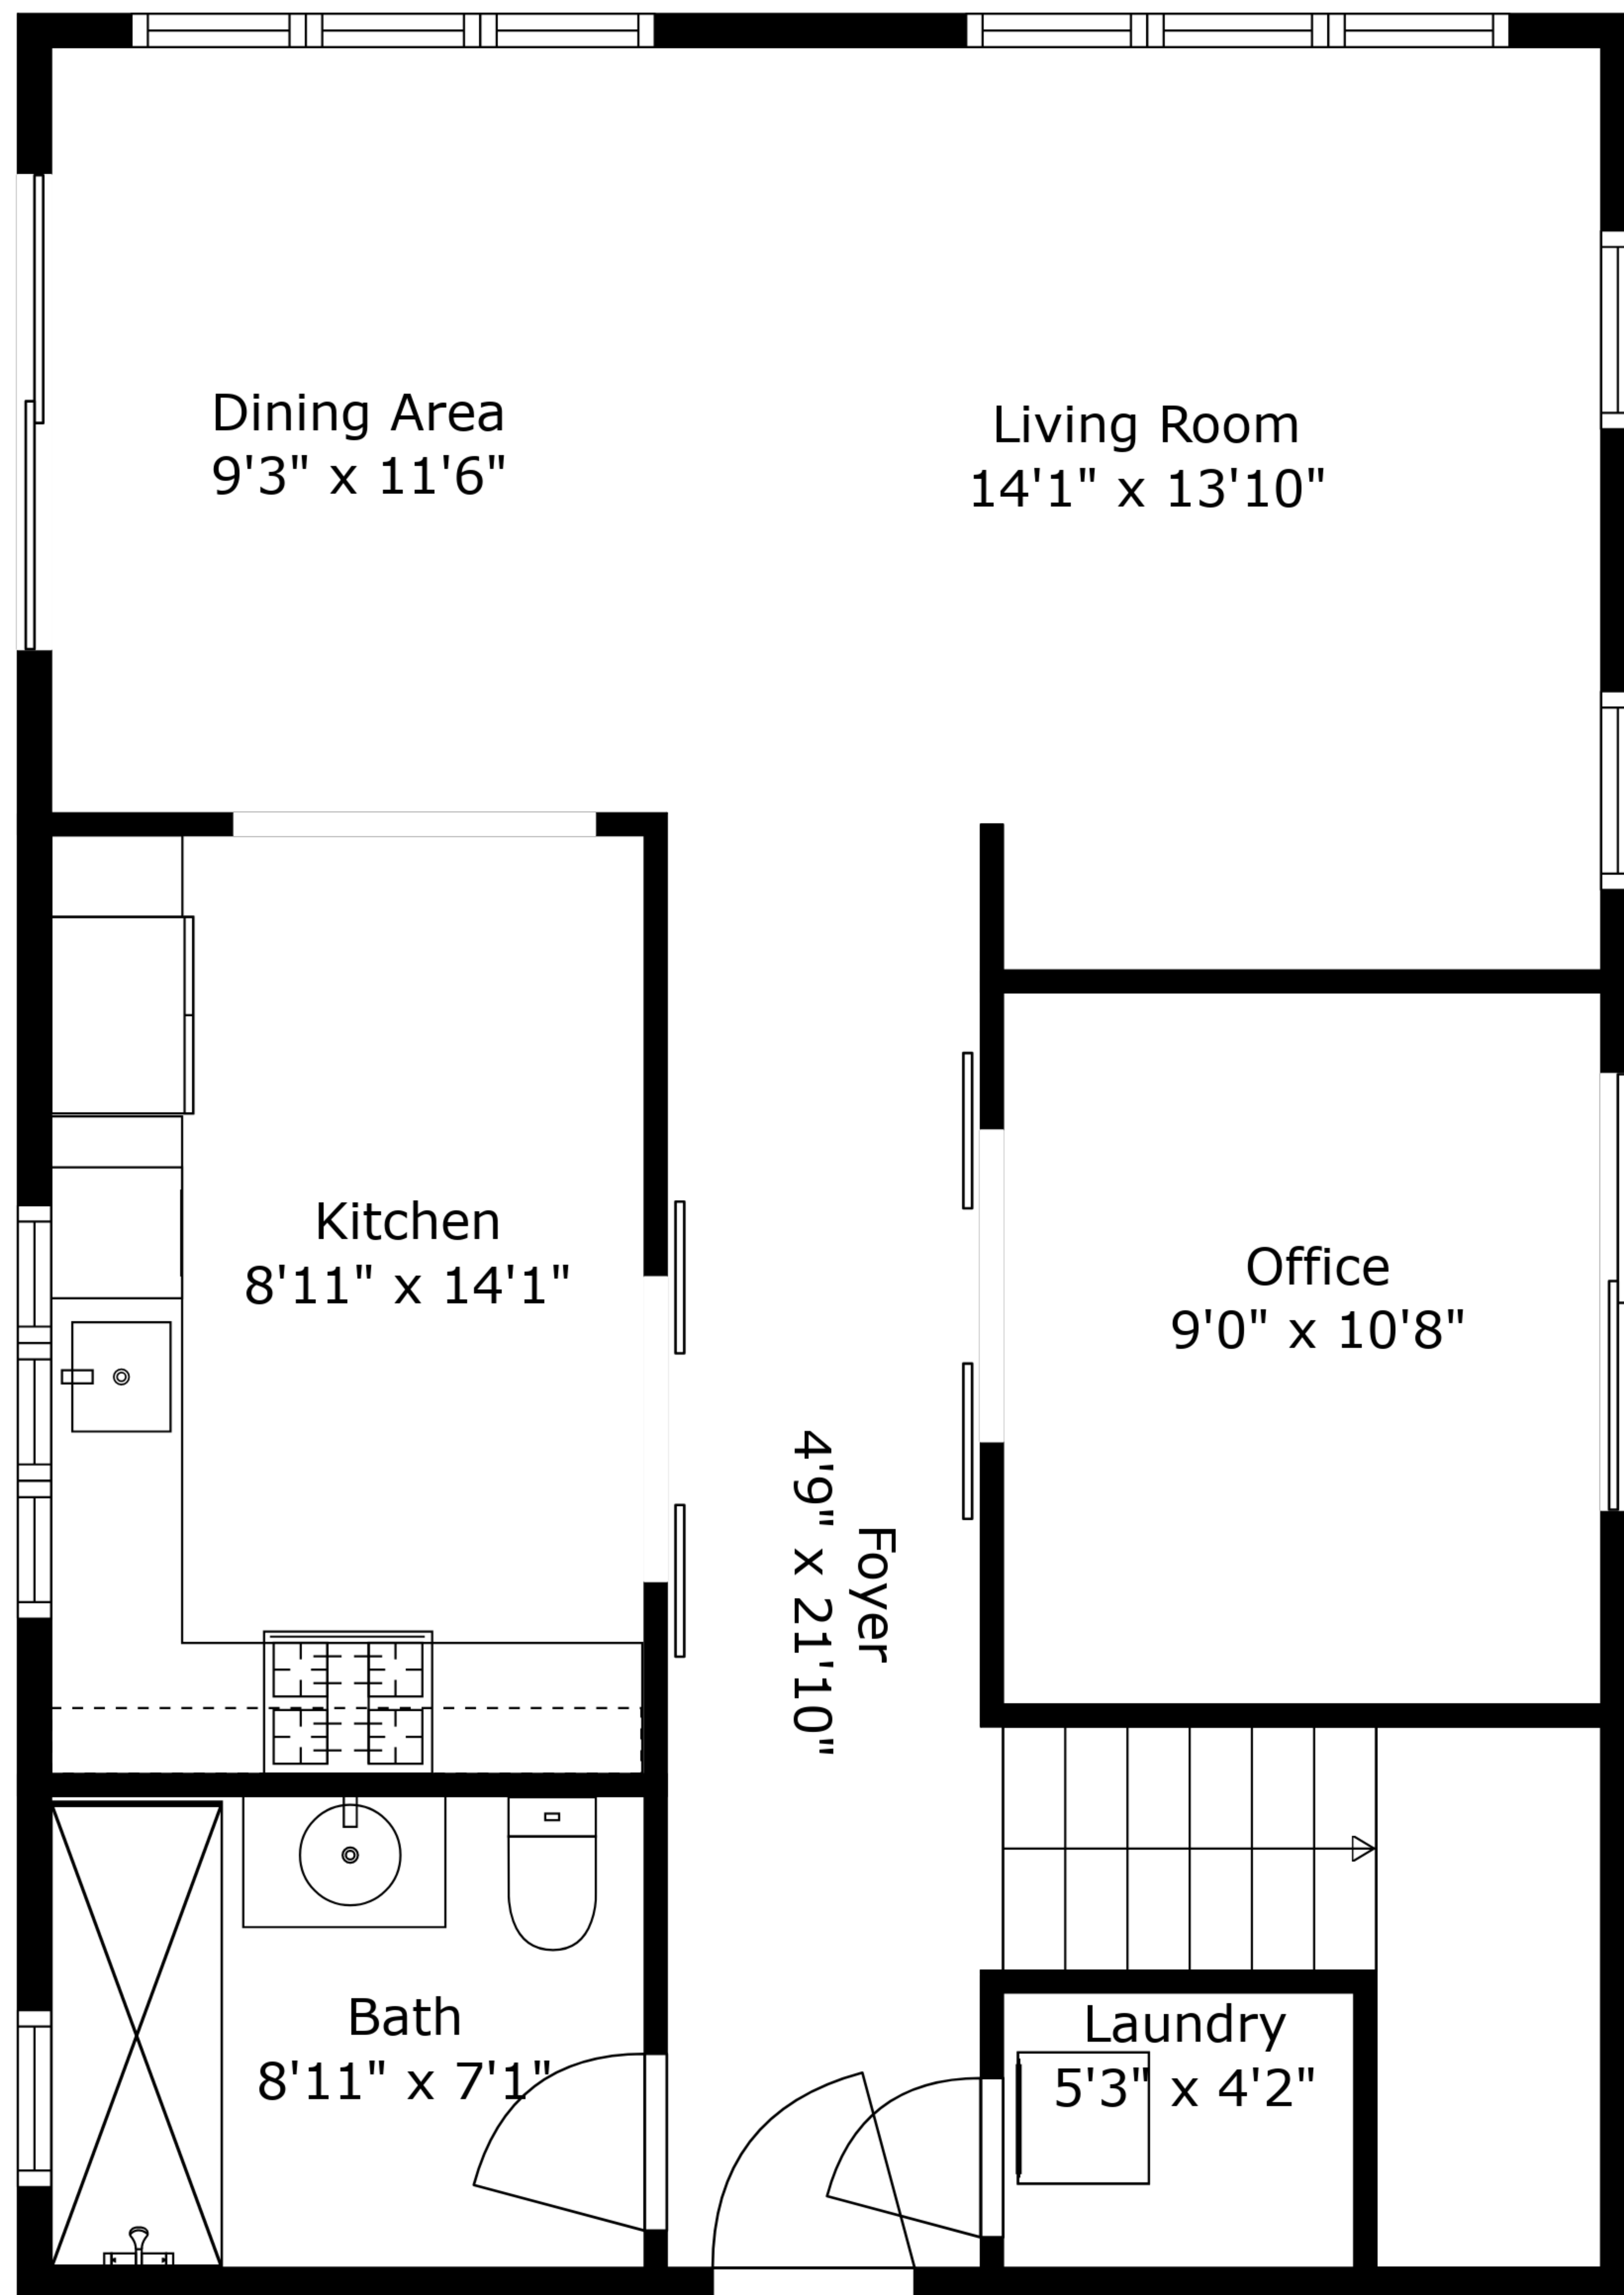 Dining Area
9'3" x 11'6"
Living Room
14'1" x 13'10"
Kitchen
8'11" x 14'1"
Office
9'0" x 10'8"
Foyer
4'9" x 21'10"
Bath
8'11" x 7'1"
Laundry
5'3" x 4'2"